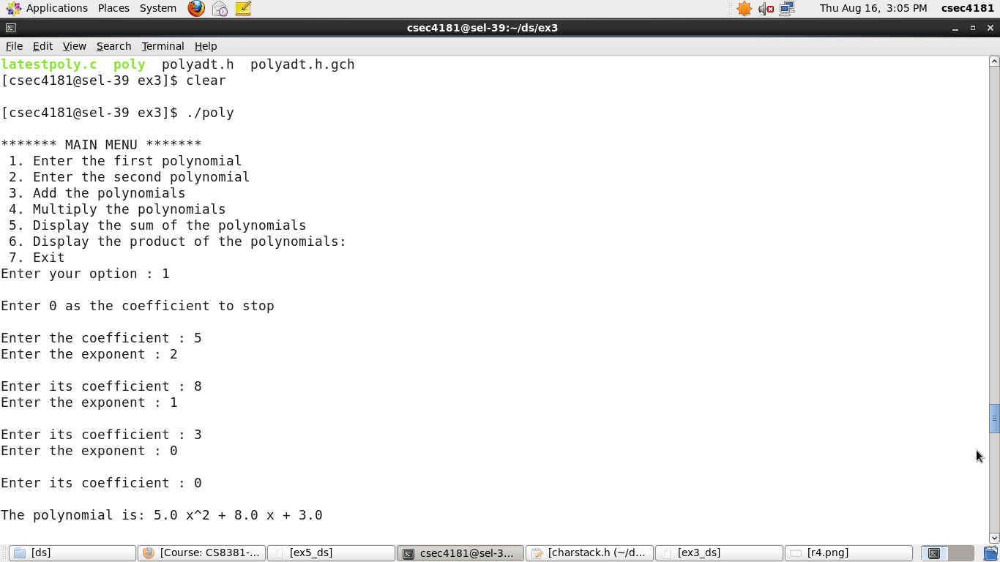 Applications Places System Thu Aug 16, 3:05 PM csec4181
csec4181@sel-39:~/ds/ex3
File Edit View Search Terminal Help
latestpoly.c poly polyadt.h polyadt.h.gch
[csec4181@sel-39 ex3]$ clear
[csec4181@sel-39 ex3]$ ./poly
******* MAIN MENU *******
1. Enter the first polynomial
2. Enter the second polynomial
3. Add the polynomials
4. Multiply the polynomials
5. Display the sum of the polynomials
6. Display the product of the polynomials:
7. Exit
Enter your option : 1
Enter 0 as the coefficient to stop
Enter the coefficient : 5
Enter the exponent : 2
Enter its coefficient : 8
Enter the exponent : 1
Enter its coefficient : 3
Enter the exponent : 0
Enter its coefficient : 0
The polynomial is: 5.0 x^2 + 8.0 x + 3.0
[ds] [Course: CS8381-... [ex5_ds] csec4181@sel-3... [charstack.h (~/d... [ex3_ds] [r4.png]